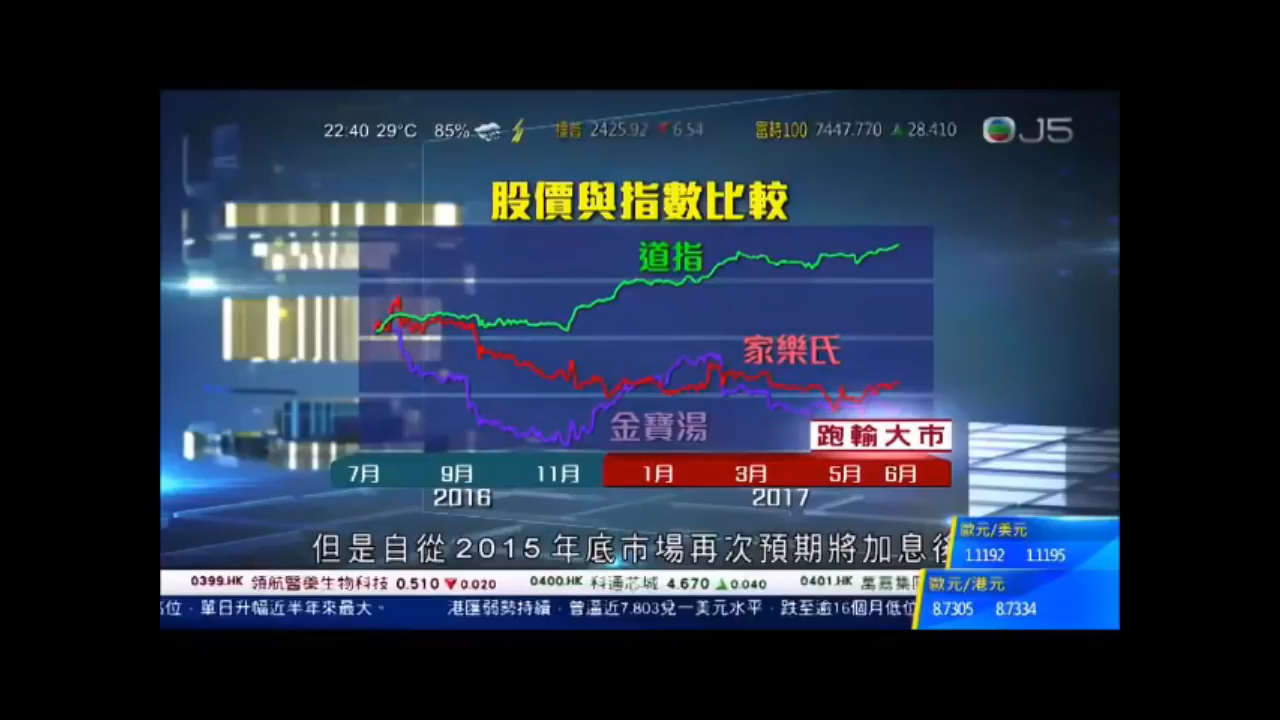 22:40 29°C 85% 標普 2425.92 ▼ 6.54 富時100 7447.770 ▲ 28.410 J5
股價與指數比較
道指
家樂氏
金寶湯
跑輸大市
7月 9月 11月 1月 3月 5月 6月
2016 2017
但是自從2015年底市場再次預期將加息後
歐元/美元
1.1192 1.1195
0399.HK 領航醫藥生物科技 0.510 ▼ 0.020 0400.HK 科通芯城 4.670 ▲ 0.040 0401.HK 萬嘉集團
歐元/港元
8.7305 8.7334
位，單日升幅近半年來最大。 港匯弱勢持續，曾逼近7.803兌一美元水平，跌至逾16個月低位